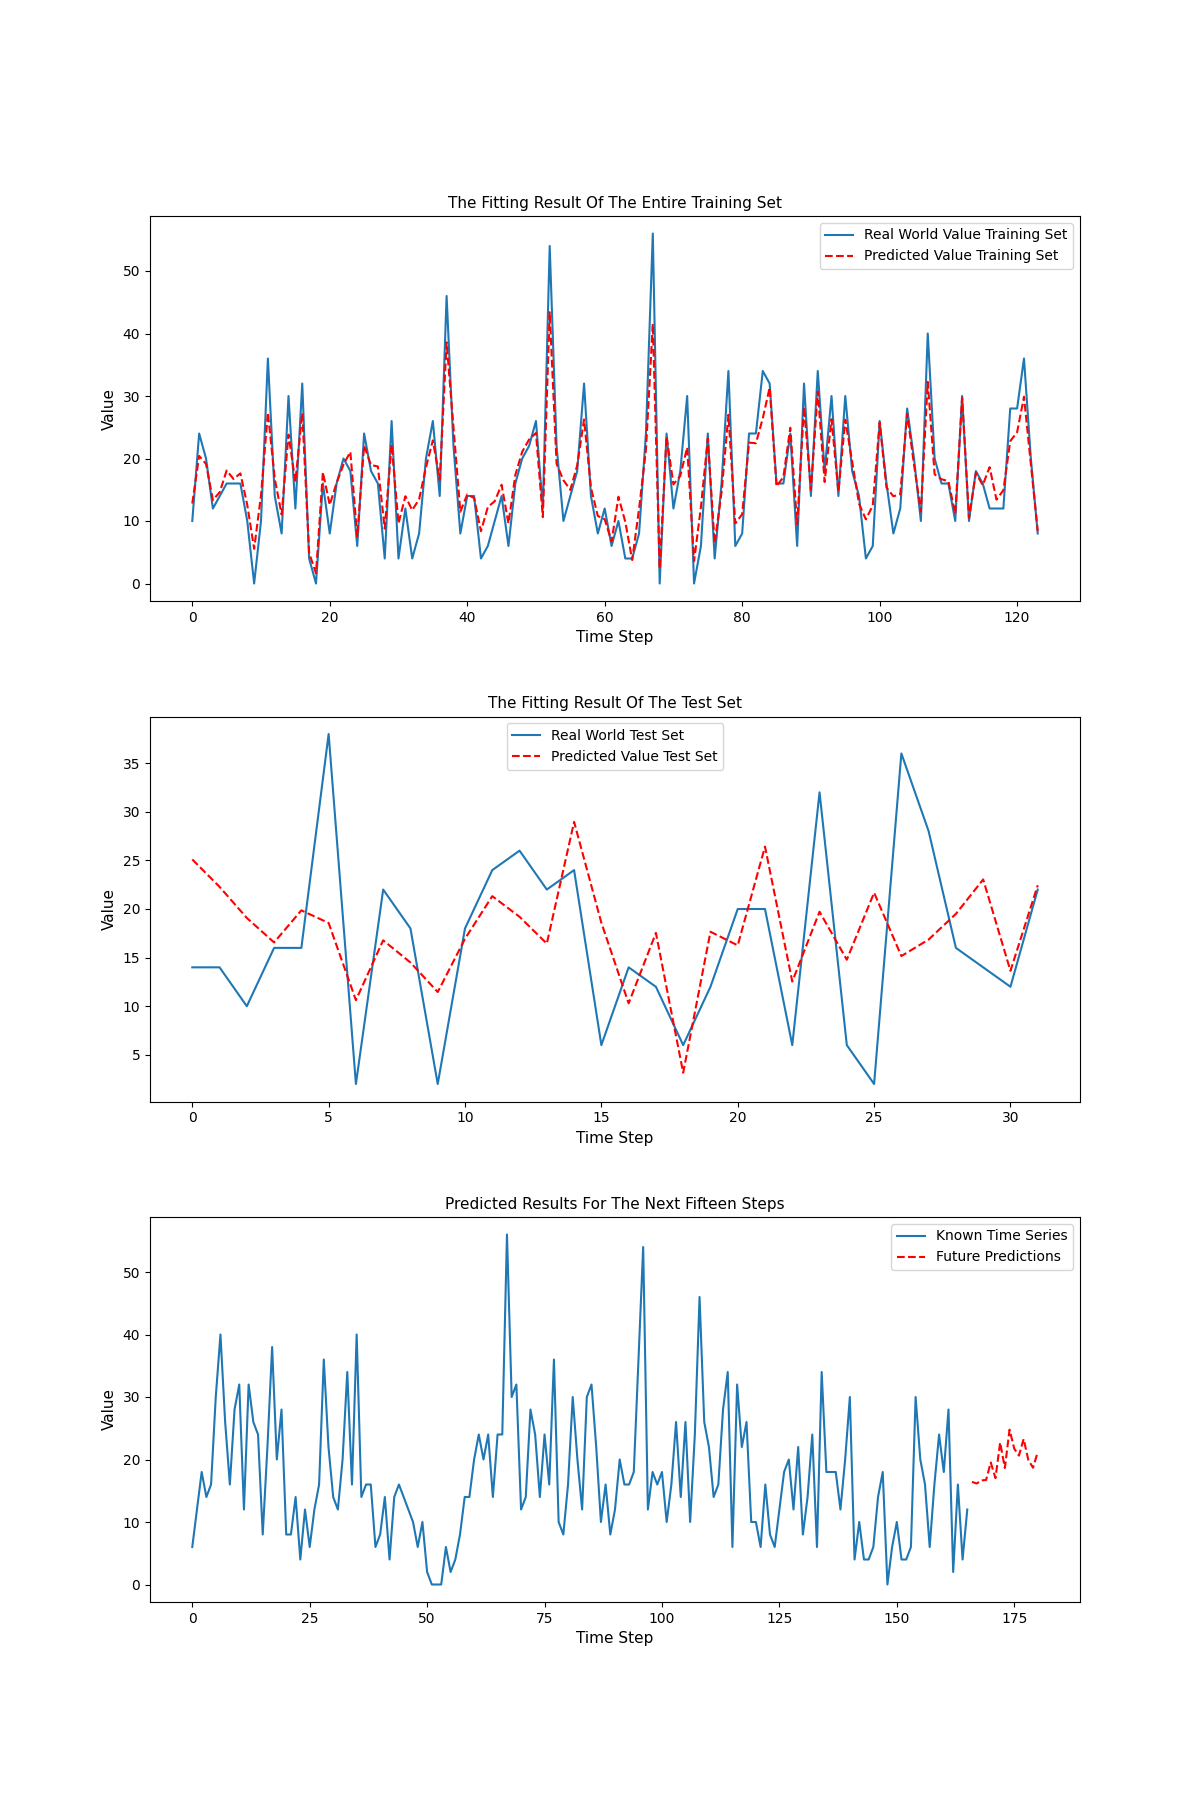 The Fitting Result Of The Entire Training Set
Real World Value Training Set
Predicted Value Training Set
Value
50
40
30
20
10
0
0 20 40 60 80 100 120
Time Step
The Fitting Result Of The Test Set
Real World Test Set
Predicted Value Test Set
Value
35
30
25
20
15
10
5
0 5 10 15 20 25 30
Time Step
Predicted Results For The Next Fifteen Steps
Known Time Series
Future Predictions
Value
50
40
30
20
10
0
0 25 50 75 100 125 150 175
Time Step